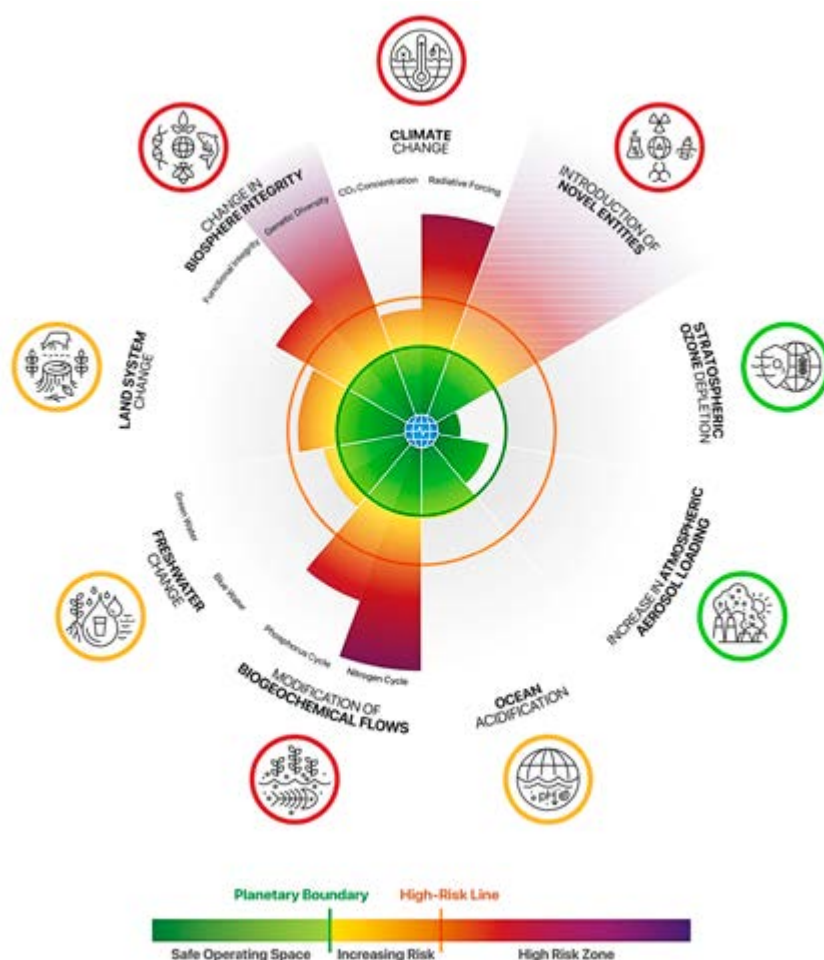 CLIMATE
CHANGE
CO₂ Concentration
Radiative Forcing
INTRODUCTION OF
NOVEL ENTITIES
STRATOSPHERIC
OZONE DEPLETION
INCREASE IN ATMOSPHERIC
AEROSOL LOADING
OCEAN
ACIDIFICATION
MODIFICATION OF
BIOGEOCHEMICAL FLOWS
Phosphorus Cycle
Nitrogen Cycle
FRESHWATER
CHANGE
Green Water
Blue Water
LAND SYSTEM
CHANGE
CHANGE IN
BIOSPHERE INTEGRITY
Functional Integrity
Genetic Diversity
pH
Planetary Boundary
High-Risk Line
Safe Operating Space
Increasing Risk
High Risk Zone